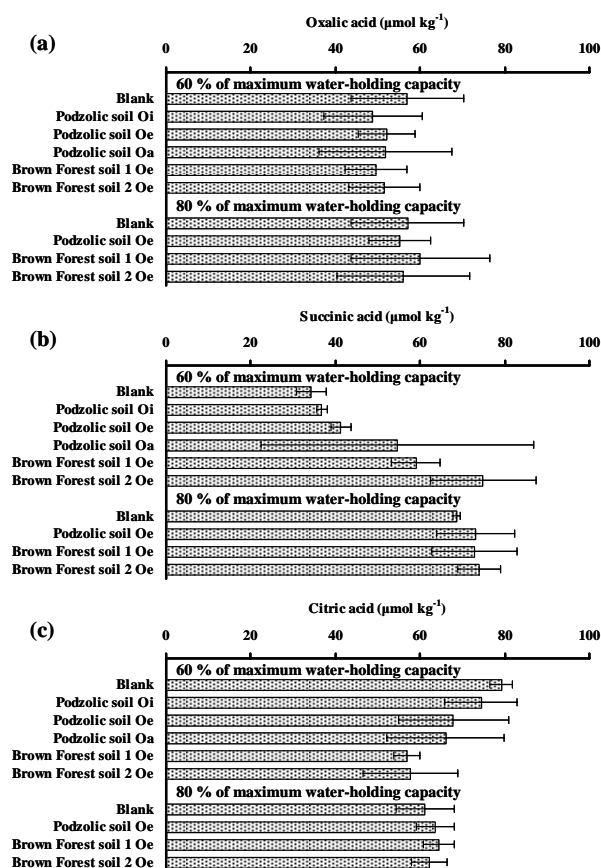 Oxalic acid (μmol kg⁻¹)
(a)
0 20 40 60 80 100
60 % of maximum water-holding capacity
Blank
Podzolic soil Oi
Podzolic soil Oe
Podzolic soil Oa
Brown Forest soil 1 Oe
Brown Forest soil 2 Oe
80 % of maximum water-holding capacity
Blank
Podzolic soil Oe
Brown Forest soil 1 Oe
Brown Forest soil 2 Oe
Succinic acid (μmol kg⁻¹)
(b)
0 20 40 60 80 100
60 % of maximum water-holding capacity
Blank
Podzolic soil Oi
Podzolic soil Oe
Podzolic soil Oa
Brown Forest soil 1 Oe
Brown Forest soil 2 Oe
80 % of maximum water-holding capacity
Blank
Podzolic soil Oe
Brown Forest soil 1 Oe
Brown Forest soil 2 Oe
Citric acid (μmol kg⁻¹)
(c)
0 20 40 60 80 100
60 % of maximum water-holding capacity
Blank
Podzolic soil Oi
Podzolic soil Oe
Podzolic soil Oa
Brown Forest soil 1 Oe
Brown Forest soil 2 Oe
80 % of maximum water-holding capacity
Blank
Podzolic soil Oe
Brown Forest soil 1 Oe
Brown Forest soil 2 Oe